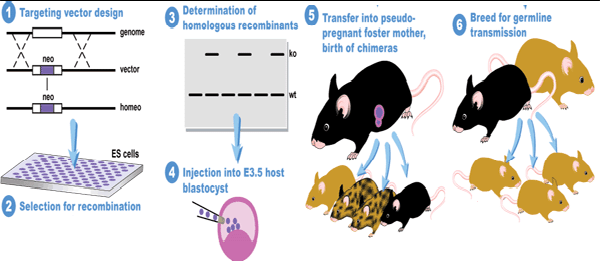 1 Targeting vector design
genome
neo
vector
neo
homeo
ES cells
2 Selection for recombination
3 Determination of
homologous recombinants
ko
wt
4 Injection into E3.5 host
blastocyst
5 Transfer into pseudo-
pregnant foster mother,
birth of chimeras
6 Breed for germline
transmission